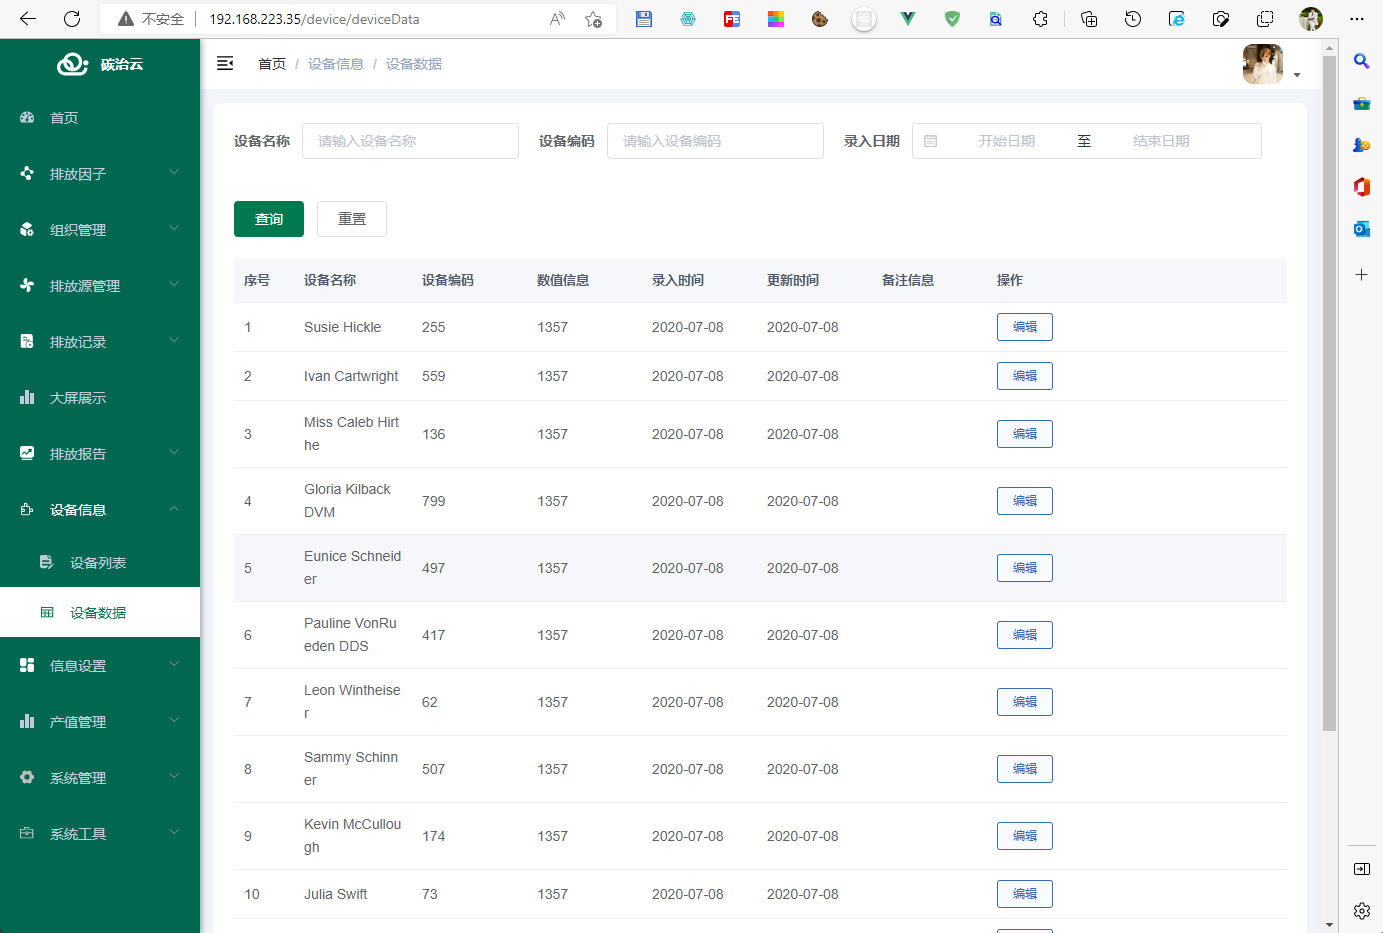 不安全
192.168.223.35/device/deviceData
碳治云
首页 / 设备信息 / 设备数据
首页
排放因子
组织管理
排放源管理
排放记录
大屏展示
排放报告
设备信息
设备列表
设备数据
信息设置
产值管理
系统管理
系统工具
设备名称 请输入设备名称 设备编码 请输入设备编码 录入日期 开始日期 至 结束日期
查询 重置
序号 设备名称 设备编码 数值信息 录入时间 更新时间 备注信息 操作
1 Susie Hickle 255 1357 2020-07-08 2020-07-08 编辑
2 Ivan Cartwright 559 1357 2020-07-08 2020-07-08 编辑
3 Miss Caleb Hirt
he 136 1357 2020-07-08 2020-07-08 编辑
4 Gloria Kilback
DVM 799 1357 2020-07-08 2020-07-08 编辑
5 Eunice Schneid
er 497 1357 2020-07-08 2020-07-08 编辑
6 Pauline VonRu
eden DDS 417 1357 2020-07-08 2020-07-08 编辑
7 Leon Wintheise
r 62 1357 2020-07-08 2020-07-08 编辑
8 Sammy Schinn
er 507 1357 2020-07-08 2020-07-08 编辑
9 Kevin McCullou
gh 174 1357 2020-07-08 2020-07-08 编辑
10 Julia Swift 73 1357 2020-07-08 2020-07-08 编辑